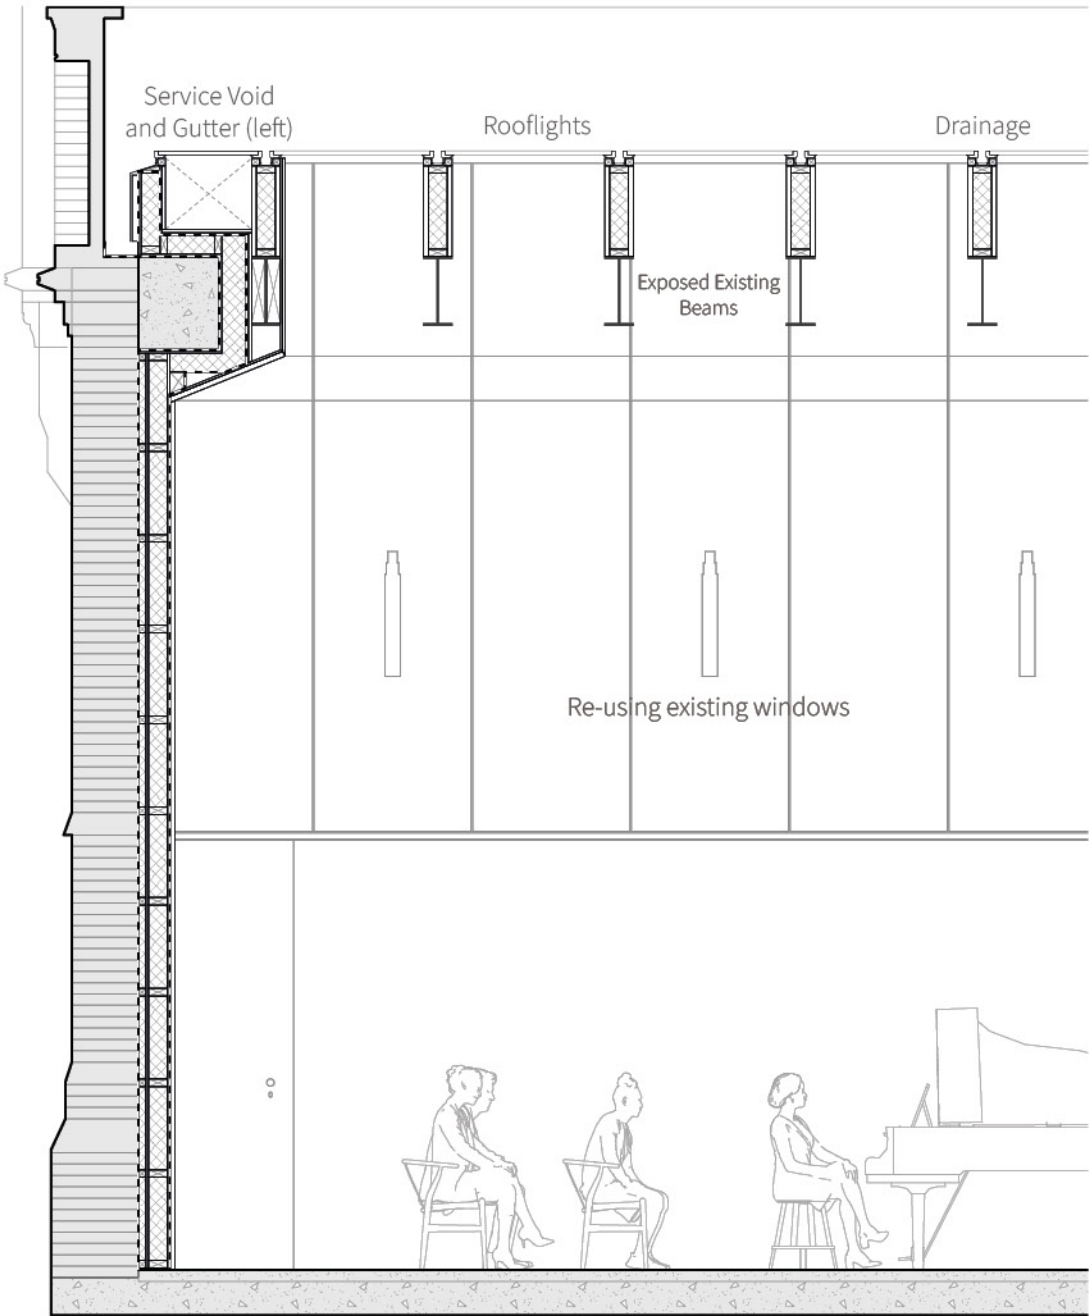 Service Void
and Gutter (left)
Rooflights
Drainage
Exposed Existing
Beams
Re-using existing windows